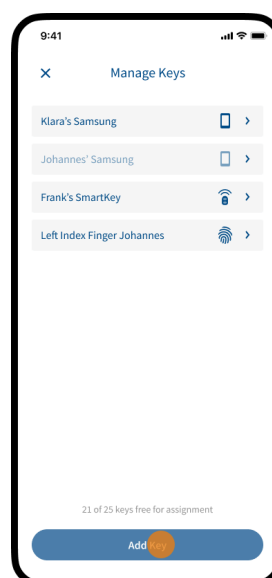 9:41
Manage Keys
Klara's Samsung
Johannes' Samsung
Frank's SmartKey
Left Index Finger Johannes
21 of 25 keys free for assignment
Add Key